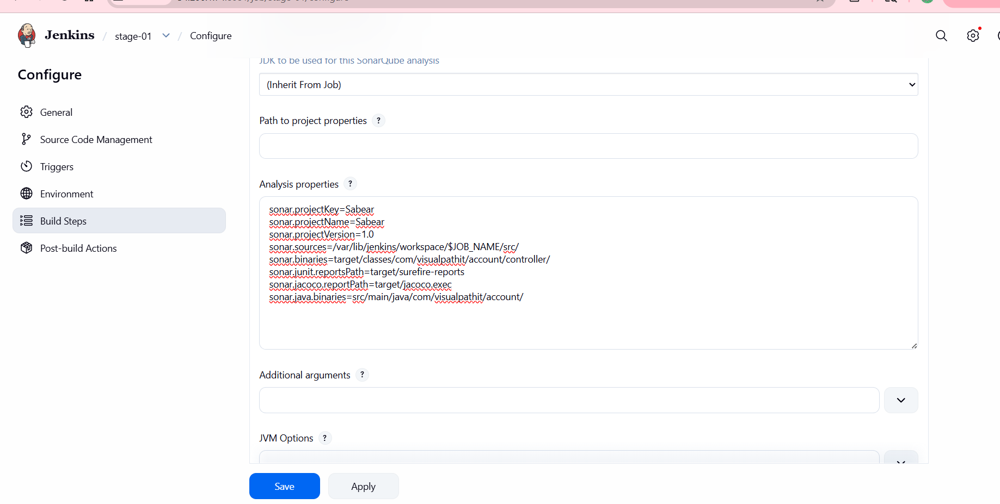 Jenkins / stage-01 / Configure
Configure
General
Source Code Management
Triggers
Environment
Build Steps
Post-build Actions
JDK to be used for this SonarQube analysis
(Inherit From Job)
Path to project properties ?
Analysis properties ?
sonar.projectKey=Sabear
sonar.projectName=Sabear
sonar.projectVersion=1.0
sonar.sources=/var/lib/jenkins/workspace/$JOB_NAME/src/
sonar.binaries=target/classes/com/visualpathit/account/controller/
sonar.junit.reportsPath=target/surefire-reports
sonar.jacoco.reportPath=target/jacoco.exec
sonar.java.binaries=src/main/java/com/visualpathit/account/
Additional arguments ?
JVM Options ?
Save
Apply